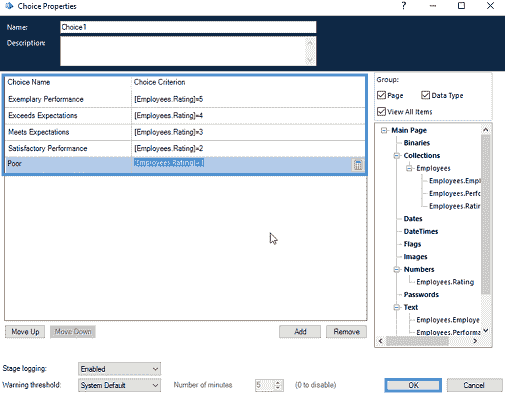 Choice Properties
Name: Choice1
Description:
Choice Name Choice Criterion
Exemplary Performance [Employees.Rating]=5
Exceeds Expectations [Employees.Rating]=4
Meets Expectations [Employees.Rating]=3
Satisfactory Performance [Employees.Rating]=2
Poor [Employees.Rating]=1
Move Up Move Down Add Remove
Group:
Page Data Type
View All Items
Main Page
Binaries
Collections
Employees
Employees.Empl
Employees.Perfo
Employees.Ratin
Dates
DateTimes
Flags
Images
Numbers
Employees.Rating
Passwords
Text
Employees.Employe
Employees.Performa
Stage logging: Enabled
Warning threshold: System Default Number of minutes 5 (0 to disable)
OK Cancel